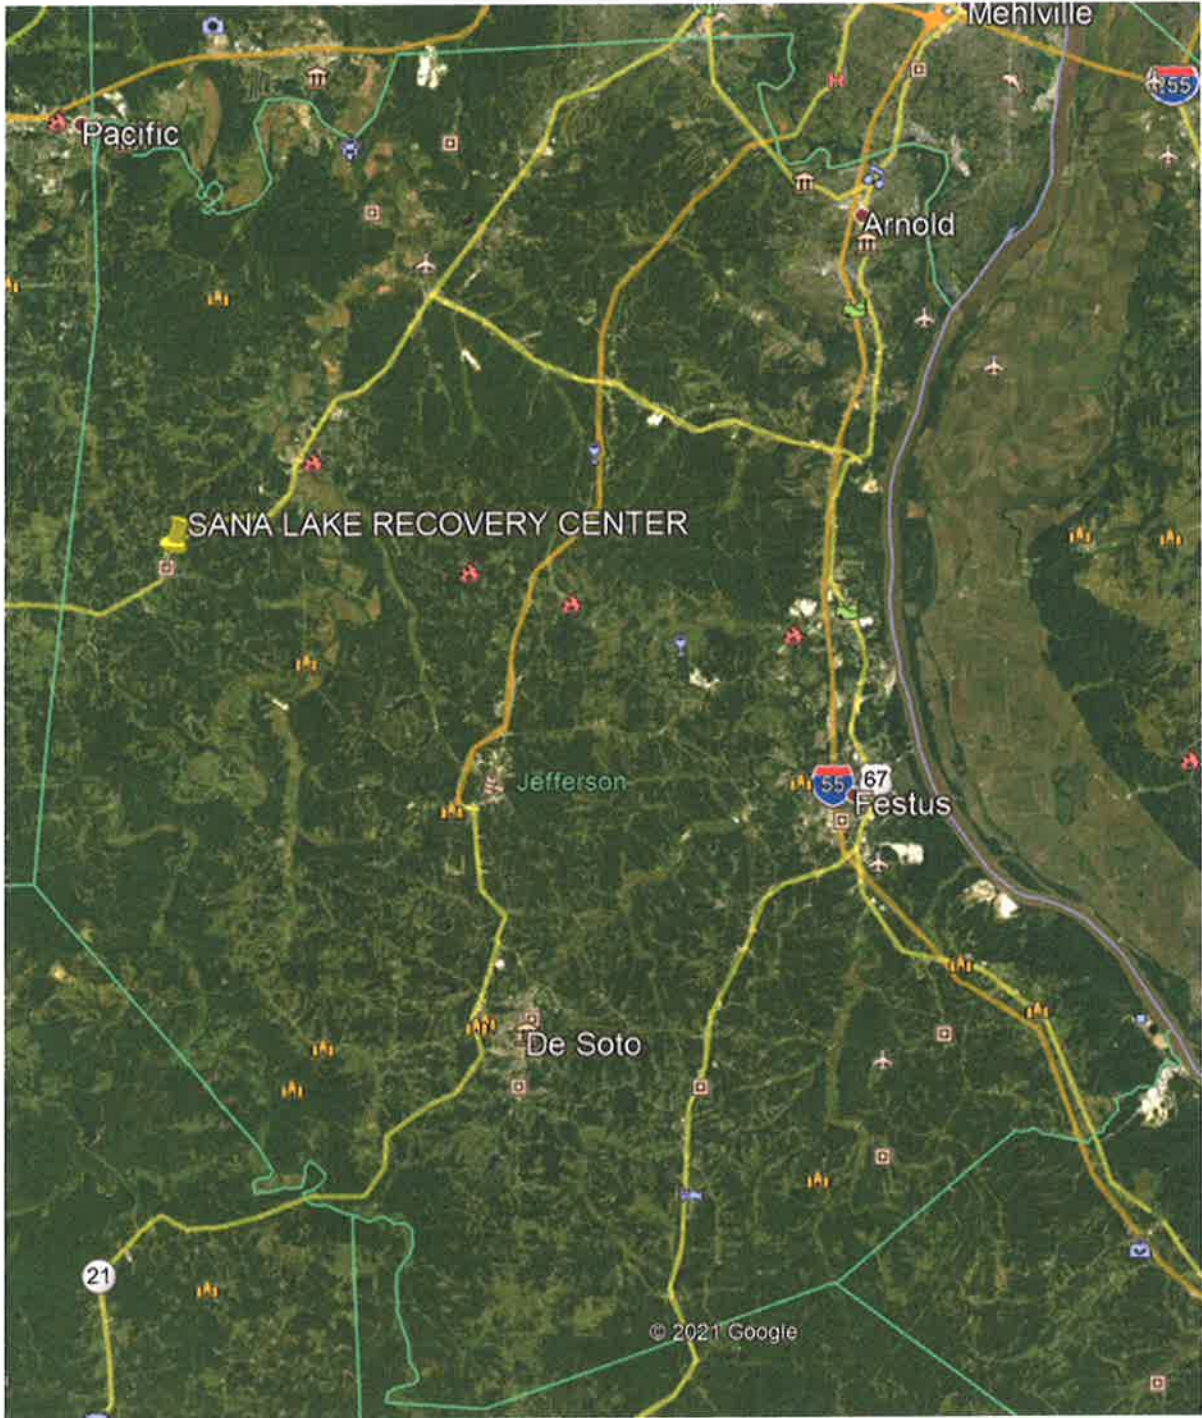 Mehlville
55
Pacific
Arnold
SANA LAKE RECOVERY CENTER
Jefferson
55
67
Festus
De Soto
21
© 2021 Google